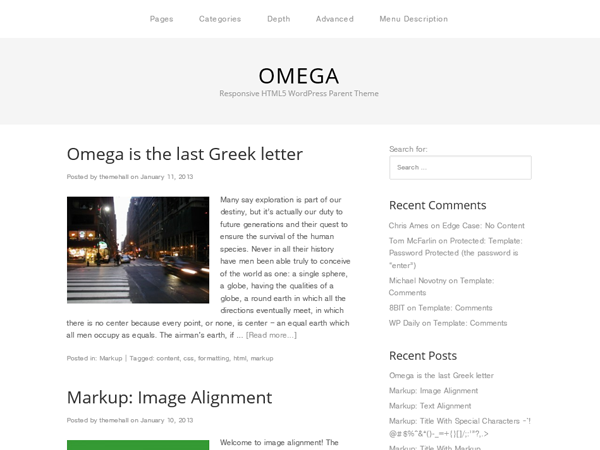 Pages Categories Depth Advanced Menu Description
OMEGA
Responsive HTML5 WordPress Parent Theme
Omega is the last Greek letter
Posted by themehall on January 11, 2013
Many say exploration is part of our
destiny, but it's actually our duty to
future generations and their quest to
ensure the survival of the human
species. Never in all their history
have men been able truly to conceive
of the world as one: a single sphere,
a globe, having the qualities of a
globe, a round earth in which all the
directions eventually meet, in which
there is no center because every point, or none, is center – an equal earth which
all men occupy as equals. The airman's earth, if ... [Read more...]
Posted in: Markup | Tagged: content, css, formatting, html, markup
Markup: Image Alignment
Posted by themehall on January 10, 2013
Welcome to image alignment! The
Search for:
Search ...
Recent Comments
Chris Ames on Edge Case: No Content
Tom McFarlin on Protected: Template:
Password Protected (the password is
"enter")
Michael Novotny on Template:
Comments
8BIT on Template: Comments
WP Daily on Template: Comments
Recent Posts
Omega is the last Greek letter
Markup: Image Alignment
Markup: Text Alignment
Markup: Title With Special Characters
Markup: Title With Markup